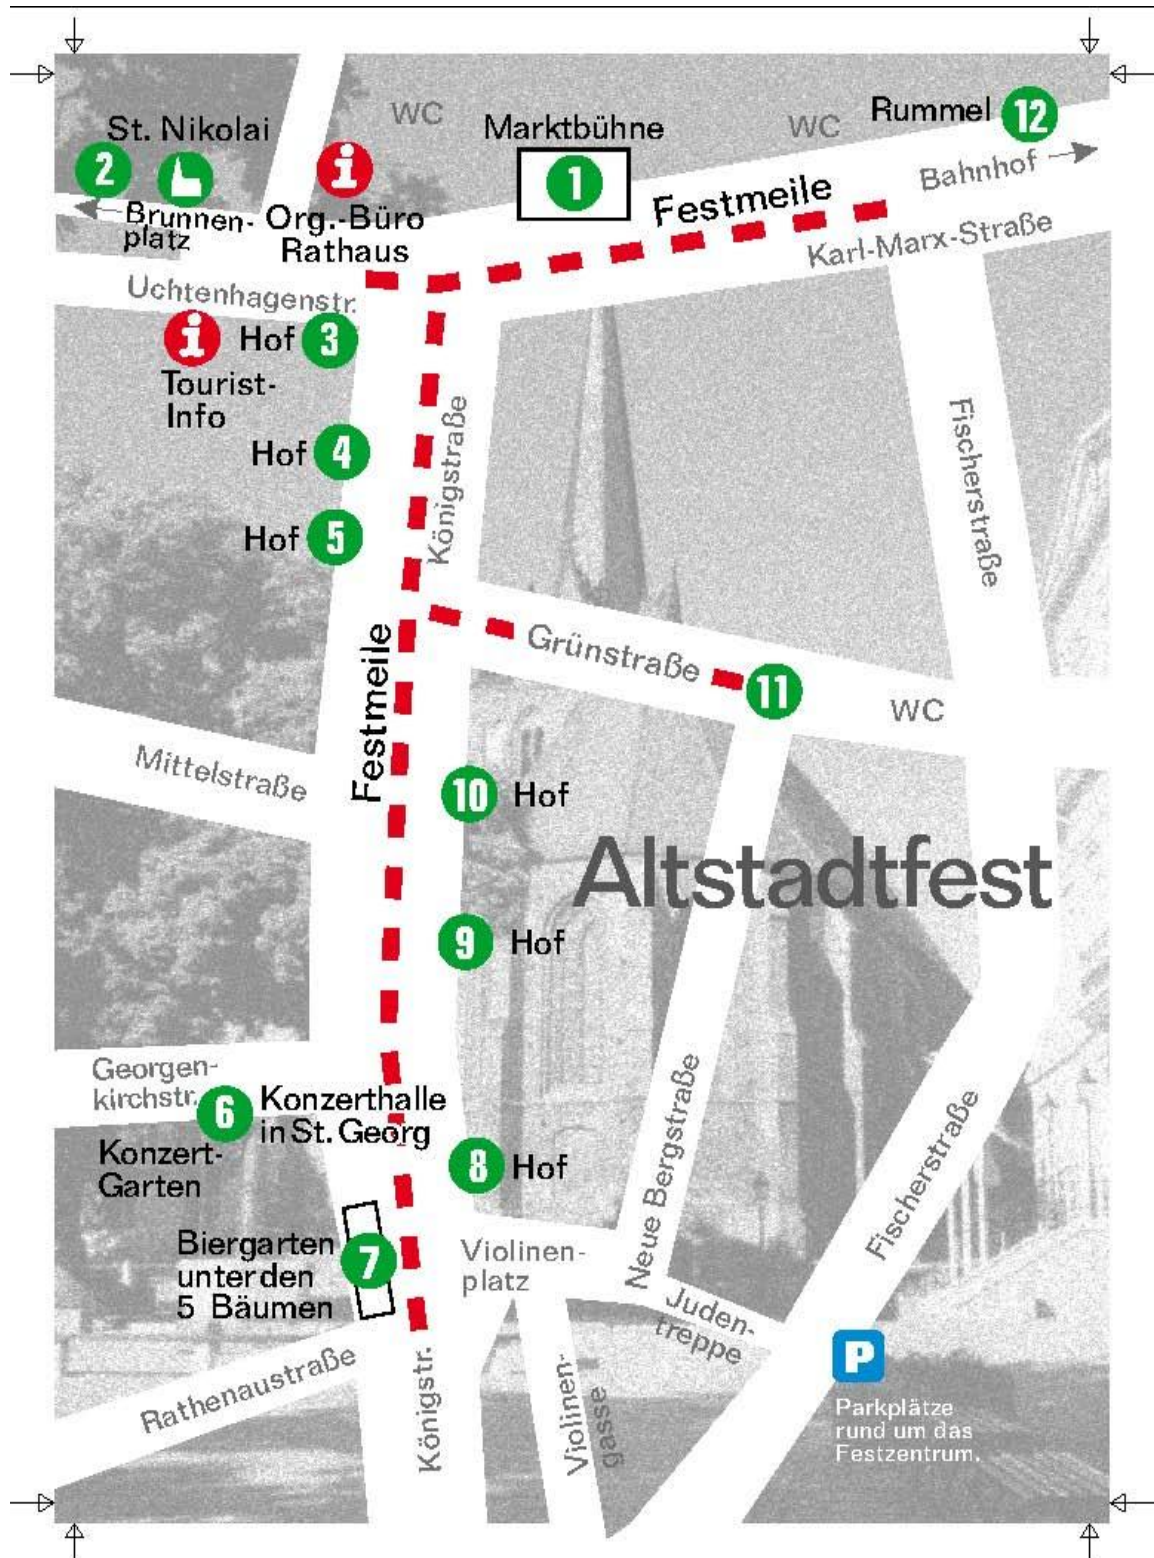 WC
Marktbühne
WC
Rummel 12
St. Nikolai
2
i
1
Bahnhof
Festmeile
Brunnen-
platz
Org.-Büro
Rathaus
Karl-Marx-Straße
Uchtenhagenstr.
i
Hof 3
Tourist-
Info
Hof 4
Königstraße
Fischerstraße
Hof 5
Festmeile
Grünstraße
11
WC
Mittelstraße
10 Hof
Altstadtfest
9 Hof
Georgen-
kirchstr.
6
Konzerthalle
in St. Georg
Konzert-
Garten
8 Hof
Neue Bergstraße
Fischerstraße
Biergarten
unter den
5 Bäumen
7
Violinen-
platz
Juden-
treppe
Rathenaustraße
Königstr.
Violinen-
gasse
P
Parkplätze
rund um das
Festzentrum.